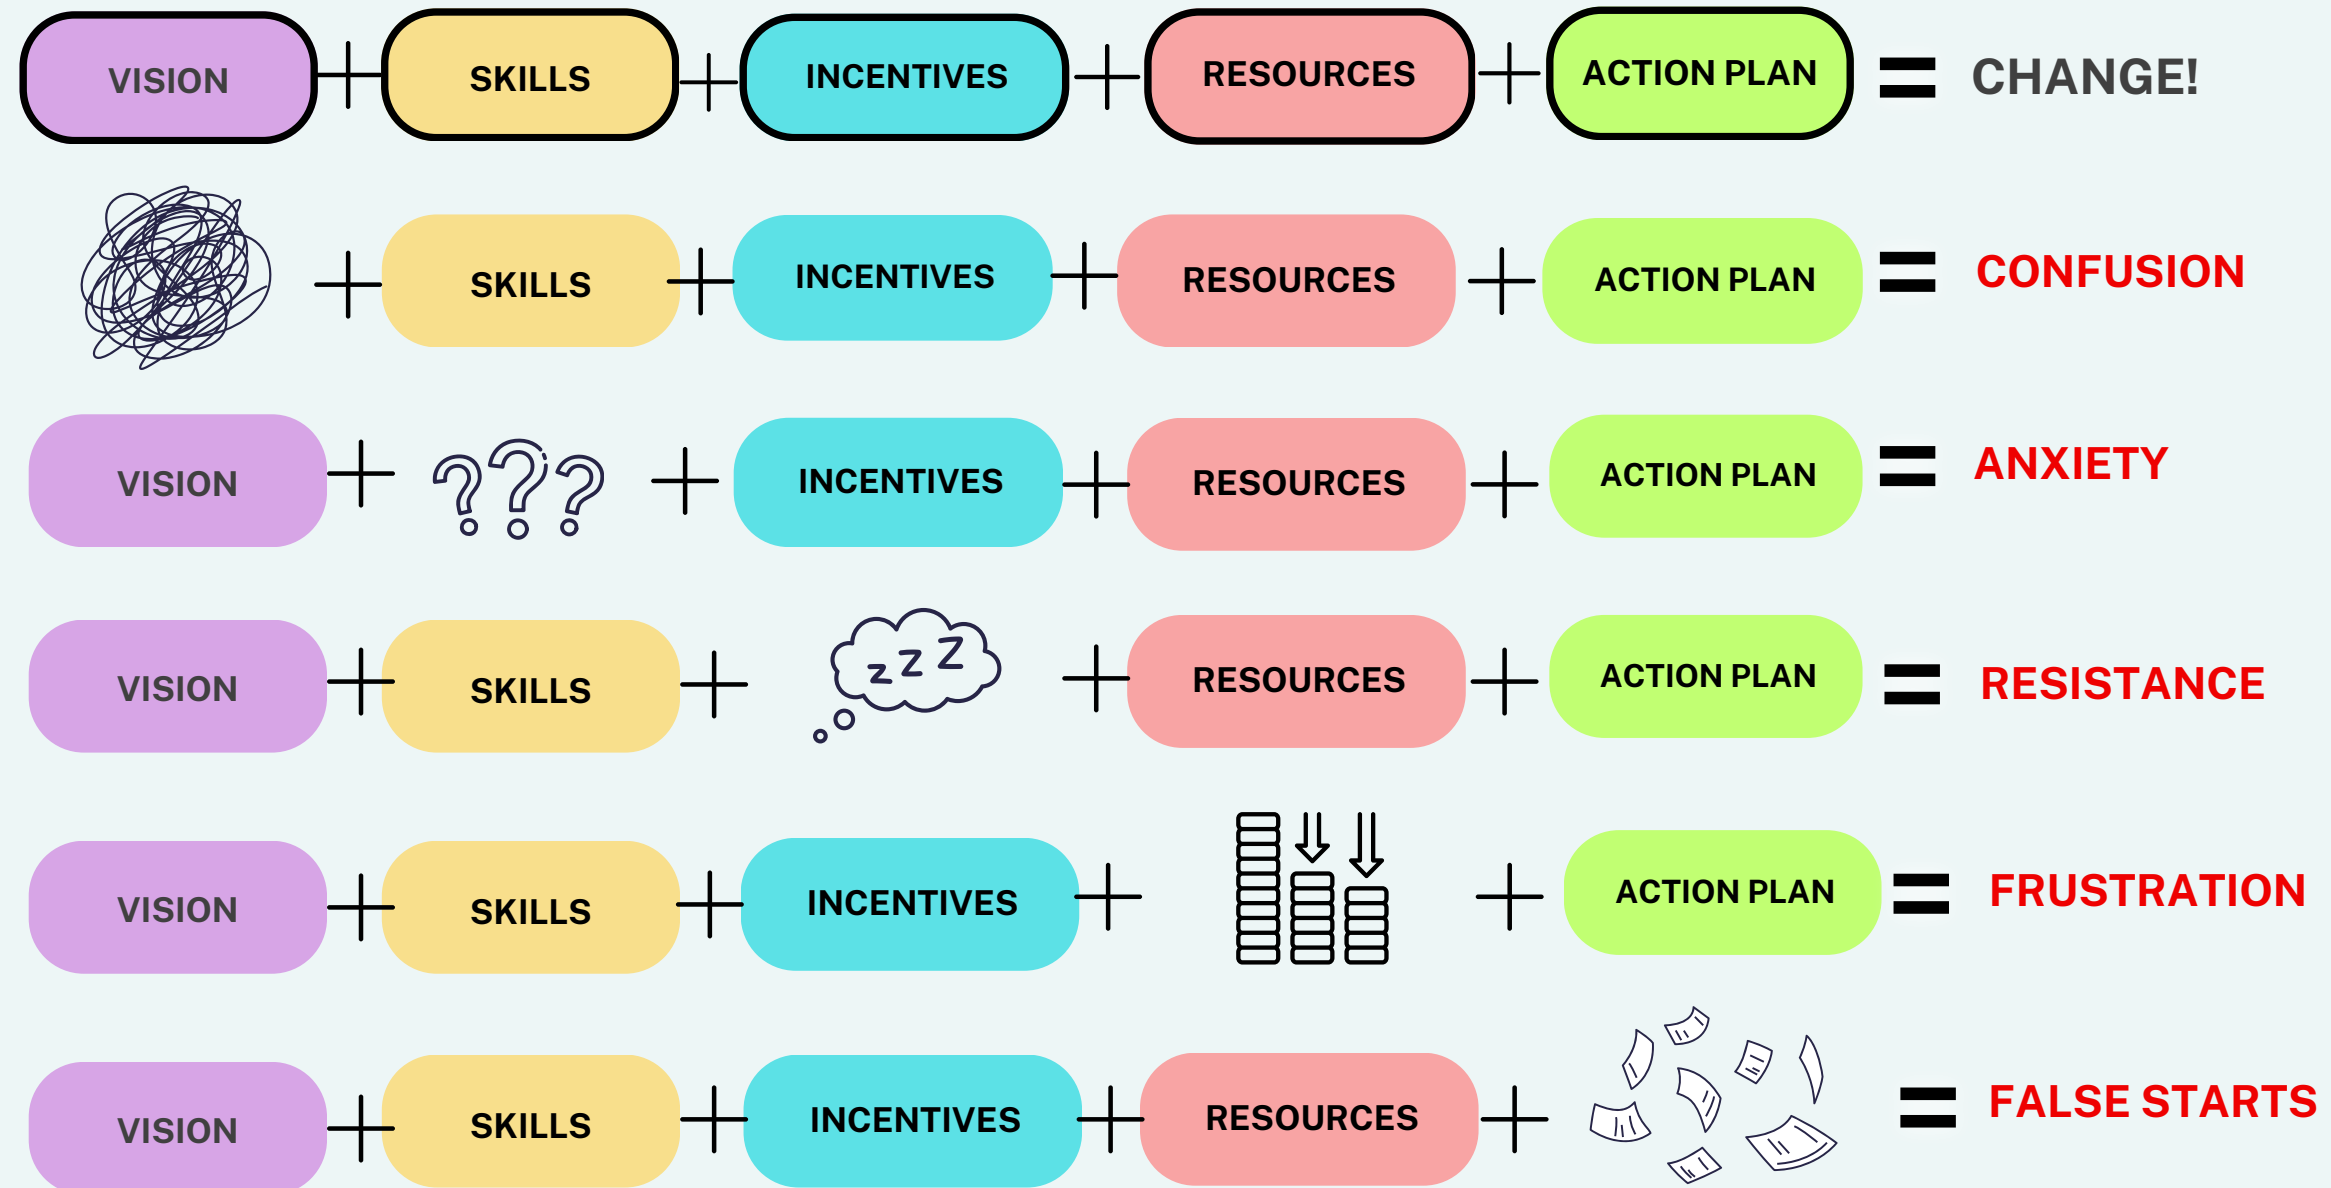 VISION + SKILLS + INCENTIVES + RESOURCES + ACTION PLAN = CHANGE!
+ SKILLS + INCENTIVES + RESOURCES + ACTION PLAN = CONFUSION
VISION + ??? + INCENTIVES + RESOURCES + ACTION PLAN = ANXIETY
VISION + SKILLS + z z Z + RESOURCES + ACTION PLAN = RESISTANCE
VISION + SKILLS + INCENTIVES + + ACTION PLAN = FRUSTRATION
VISION + SKILLS + INCENTIVES + RESOURCES + = FALSE STARTS